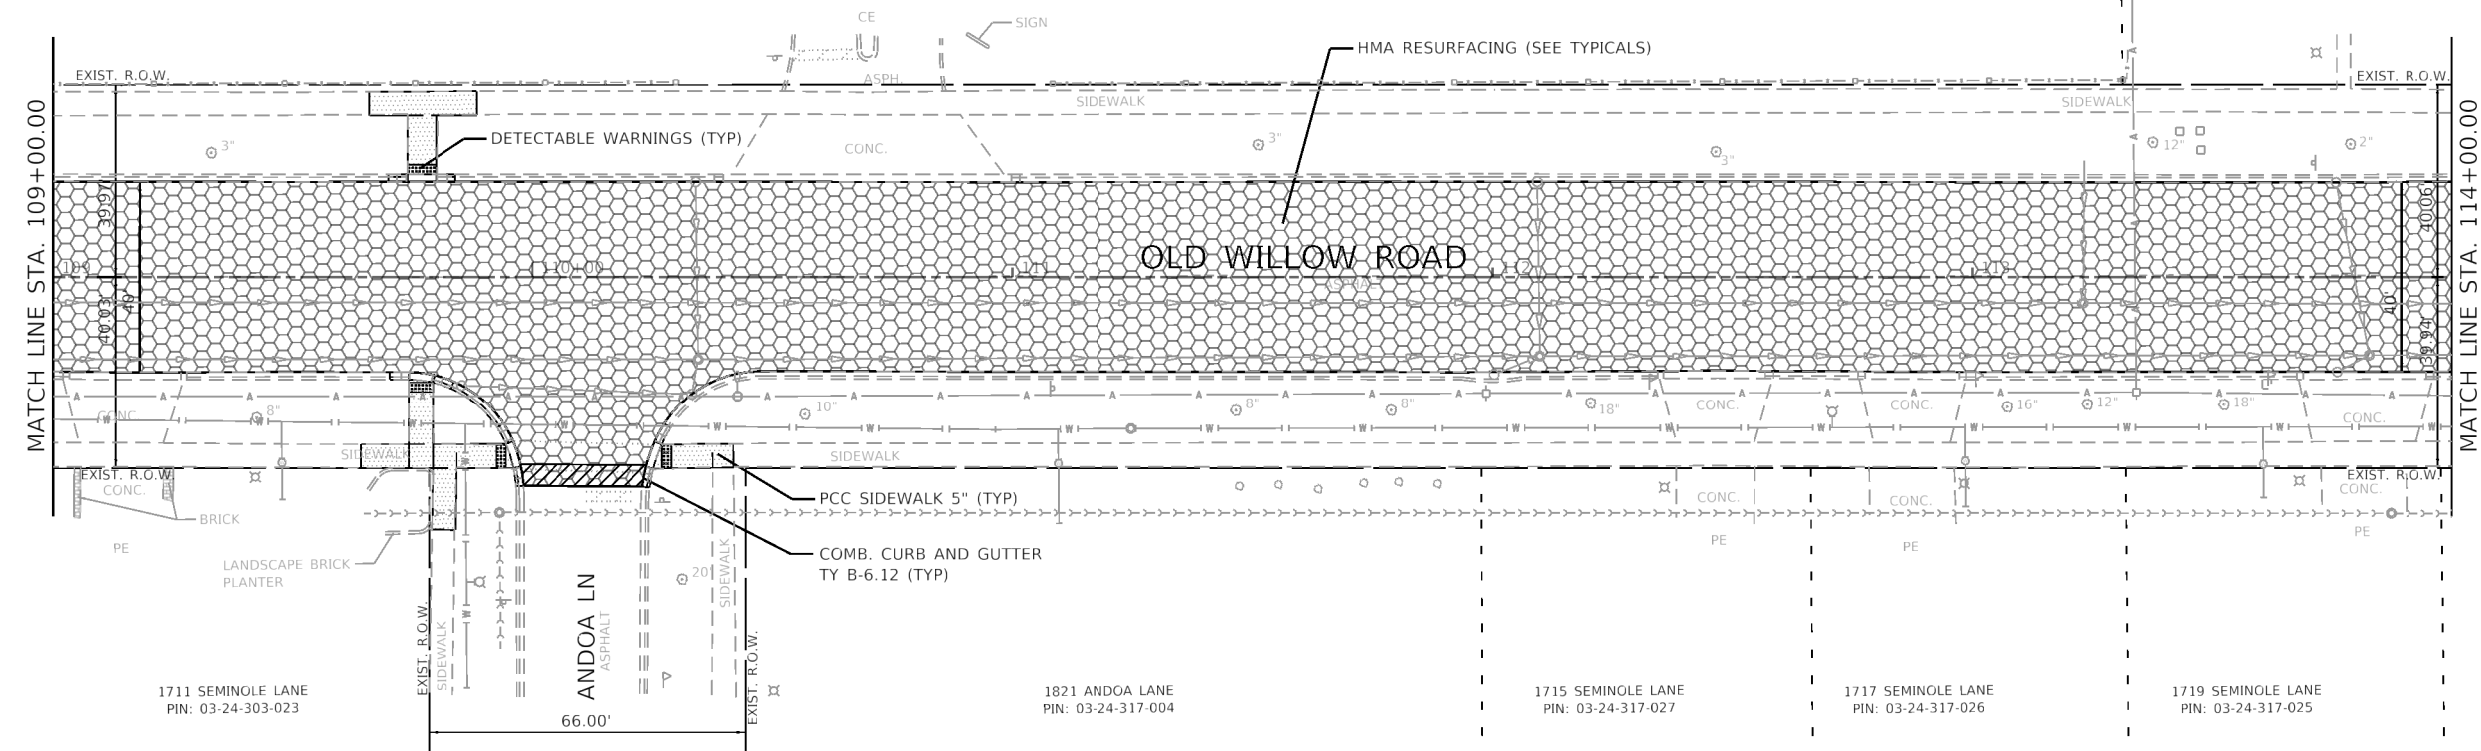 CE
SIGN
HMA RESURFACING (SEE TYPICALS)
EXIST. R.O.W.
ASPH.
EXIST. R.O.W.
SIDEWALK
SIDEWALK
MATCH LINE STA. 109+00.00
DETECTABLE WARNINGS (TYP)
3"
CONC.
3"
3"
12"
2"
MATCH LINE STA. 114+00.00
39.97'
40.06'
OLD WILLOW ROAD
109
110+00
111
112
113
ASPHALT
40.03'
40'
40'
39.94'
A A A A A A A A A A A A A A A A A A A A A A A A A A A
CONC.
8"
10"
8"
8"
18"
CONC.
CONC.
16"
12"
18"
CONC.
W W W W W W W W W W W W W W W W
SIDEWALK
SIDEWALK
EXIST. R.O.W.
EXIST. R.O.W.
CONC.
CONC.
CONC.
CONC.
PCC SIDEWALK 5" (TYP)
BRICK
PE
PE
PE
PE
COMB. CURB AND GUTTER
TY B-6.12 (TYP)
LANDSCAPE BRICK
PLANTER
20"
SIDEWALK
EXIST. R.O.W.
SIDEWALK
ANDOA LN
ASPHALT
EXIST. R.O.W.
1711 SEMINOLE LANE
PIN: 03-24-303-023
66.00'
1821 ANDOA LANE
PIN: 03-24-317-004
1715 SEMINOLE LANE
PIN: 03-24-317-027
1717 SEMINOLE LANE
PIN: 03-24-317-026
1719 SEMINOLE LANE
PIN: 03-24-317-025